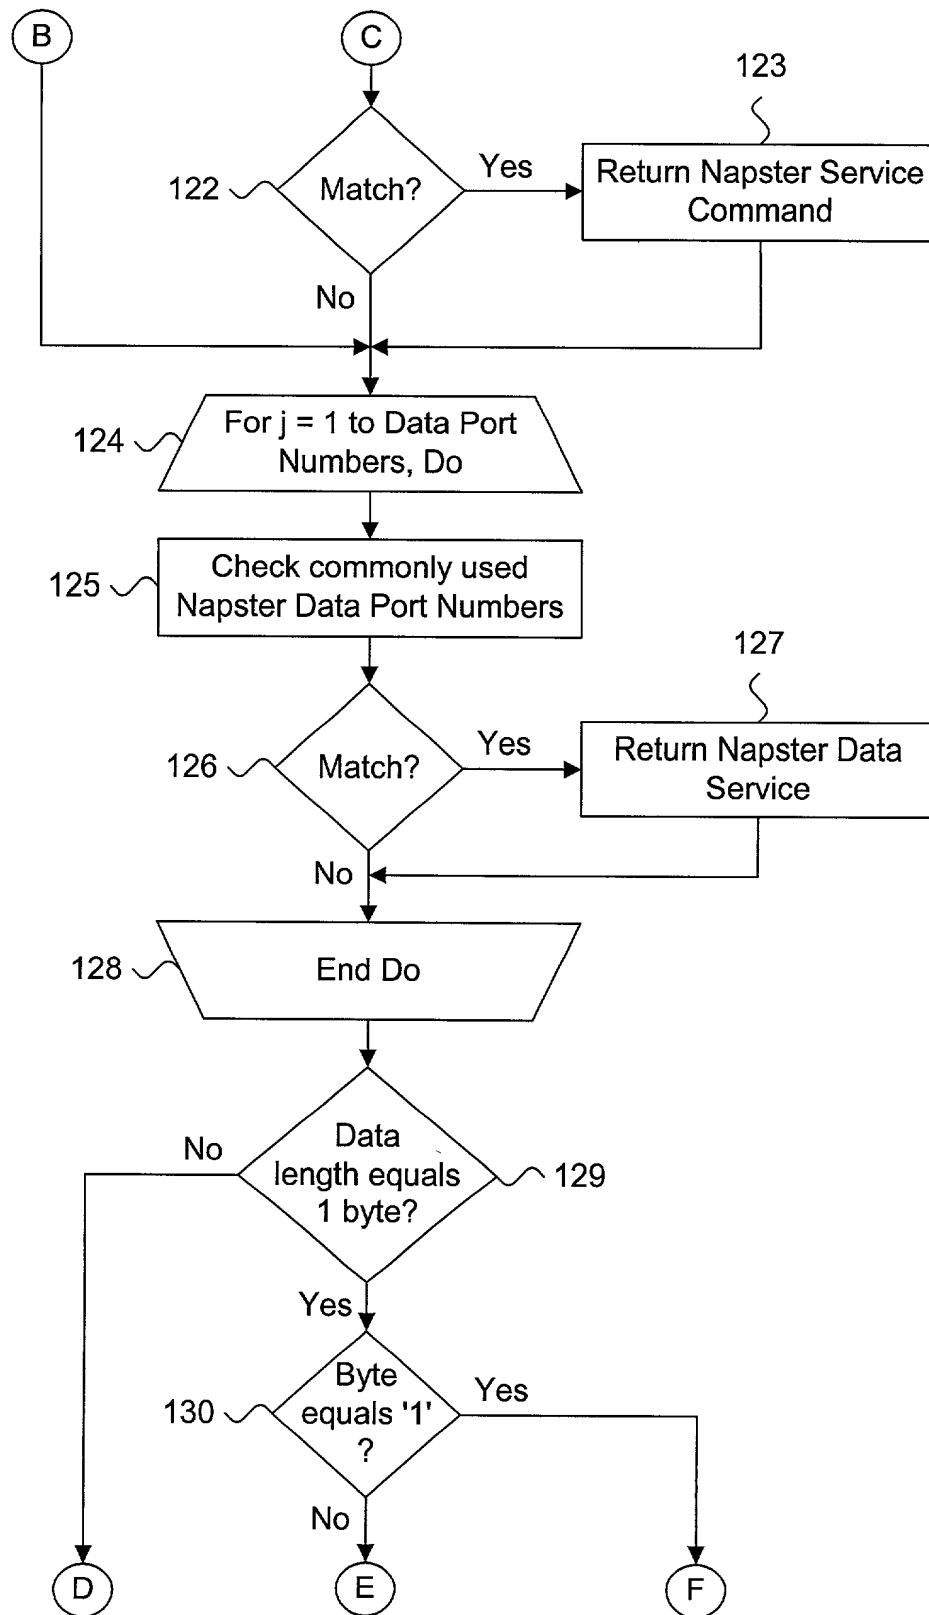 B
C
123
122
Match?
Yes
Return Napster Service
Command
No
124
For j = 1 to Data Port
Numbers, Do
125
Check commonly used
Napster Data Port Numbers
127
126
Match?
Yes
Return Napster Data
Service
No
128
End Do
No
Data
length equals
1 byte?
129
Yes
130
Byte
equals '1'
?
Yes
No
D
E
F